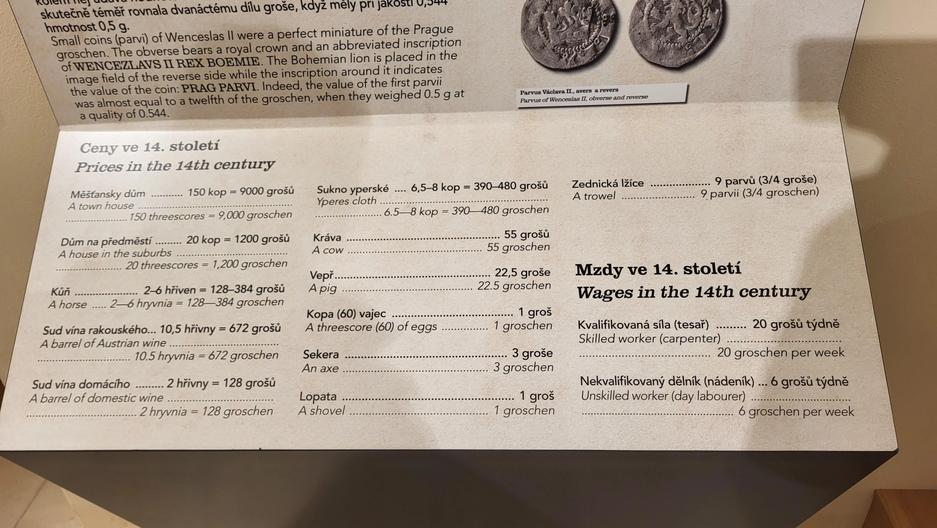 skutečně téměř rovnala dvanáctému dílu groše, když měly při jakosti 0,544
hmotnost 0,5 g.
Small coins (parvi) of Wenceslas II were a perfect miniature of the Prague
groschen. The obverse bears a royal crown and an abbreviated inscription
of WENCEZLAVS II REX BOEMIE. The Bohemian lion is placed in the
image field of the reverse side while the inscription around it indicates
the value of the coin: PRAG PARVI. Indeed, the value of the first parvii
was almost equal to a twelfth of the groschen, when they weighed 0.5 g at
a quality of 0.544.
Parvus Václava II., avers a revers
Parvus of Wenceslas II, obverse and reverse
Ceny ve 14. století
Prices in the 14th century
Měšťansky dům .......... 150 kop = 9000 grošů
A town house ..........
.......... 150 threescores = 9,000 groschen
Dům na předměstí ........ 20 kop = 1200 grošů
A house in the suburbs ..........
.......... 20 threescores = 1,200 groschen
Kůň .......... 2–6 hřiven = 128–384 grošů
A horse ..... 2—6 hryvnia = 128—384 groschen
Sud vína rakouského... 10,5 hřivny = 672 grošů
A barrel of Austrian wine ..........
.......... 10.5 hryvnia = 672 groschen
Sud vína domácího ......... 2 hřivny = 128 grošů
A barrel of domestic wine ..........
.......... 2 hryvnia = 128 groschen
Sukno yperské .... 6,5–8 kop = 390–480 grošů
Yperes cloth ..........
.......... 6.5—8 kop = 390—480 groschen
Kráva .......... 55 grošů
A cow .......... 55 groschen
Vepř .......... 22,5 groše
A pig .......... 22.5 groschen
Kopa (60) vajec .......... 1 groš
A threescore (60) of eggs .......... 1 groschen
Sekera .......... 3 groše
An axe .......... 3 groschen
Lopata .......... 1 groš
A shovel .......... 1 groschen
Zednická lžíce .......... 9 parvů (3/4 groše)
A trowel .......... 9 parvii (3/4 groschen)
Mzdy ve 14. století
Wages in the 14th century
Kvalifikovaná síla (tesař) ......... 20 grošů týdně
Skilled worker (carpenter) ..........
.......... 20 groschen per week
Nekvalifikovaný dělník (nádeník) ... 6 grošů týdně
Unskilled worker (day labourer) ..........
.......... 6 groschen per week